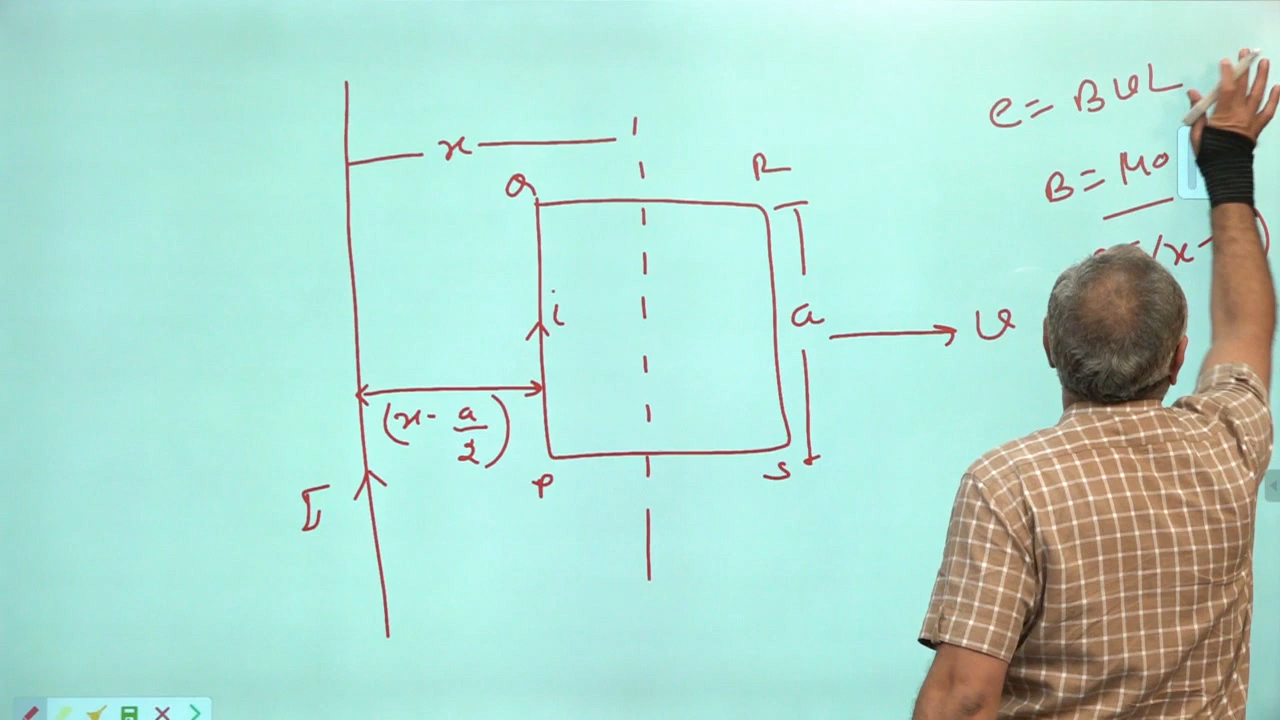 e = BVL
x
R
Q
B = μ0
i
a
V
(x - a/2)
I
P
S